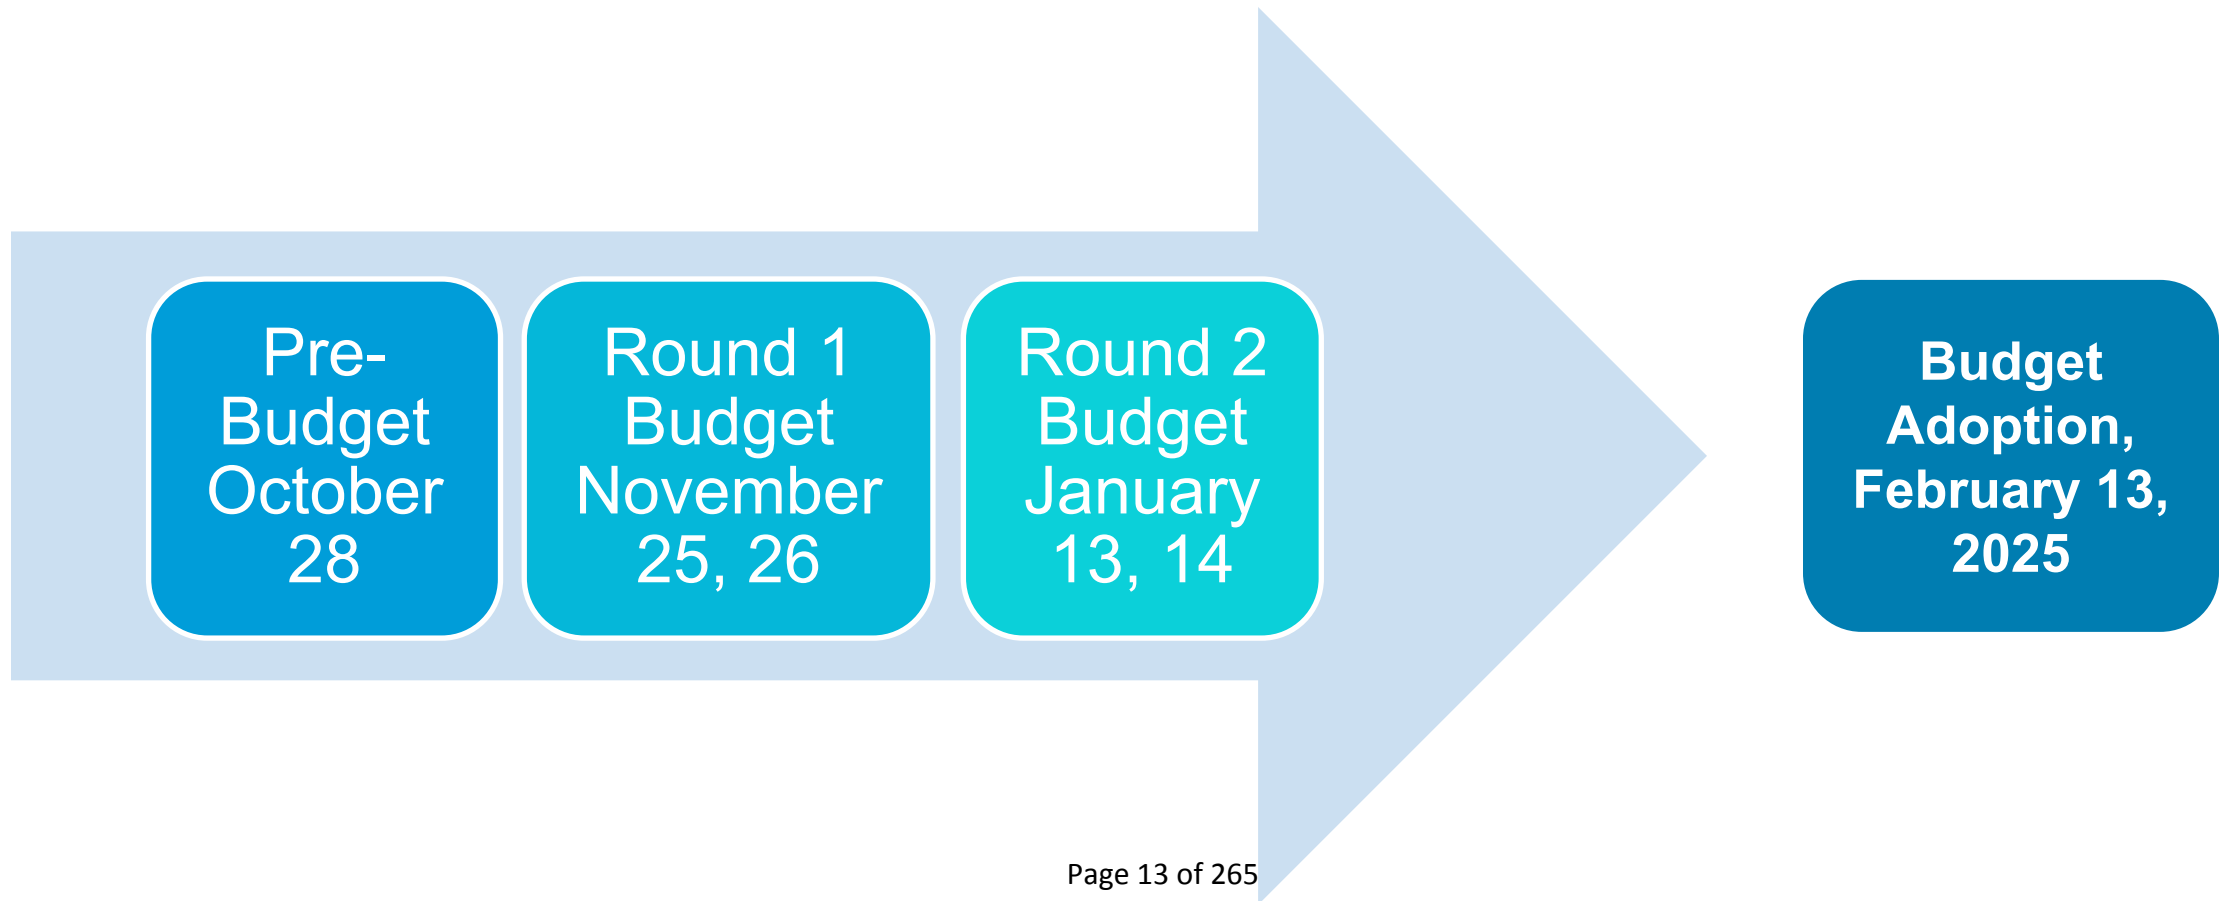 Pre-
Budget
October
28
Round 1
Budget
November
25, 26
Round 2
Budget
January
13, 14
Budget
Adoption,
February 13,
2025
Page 13 of 265